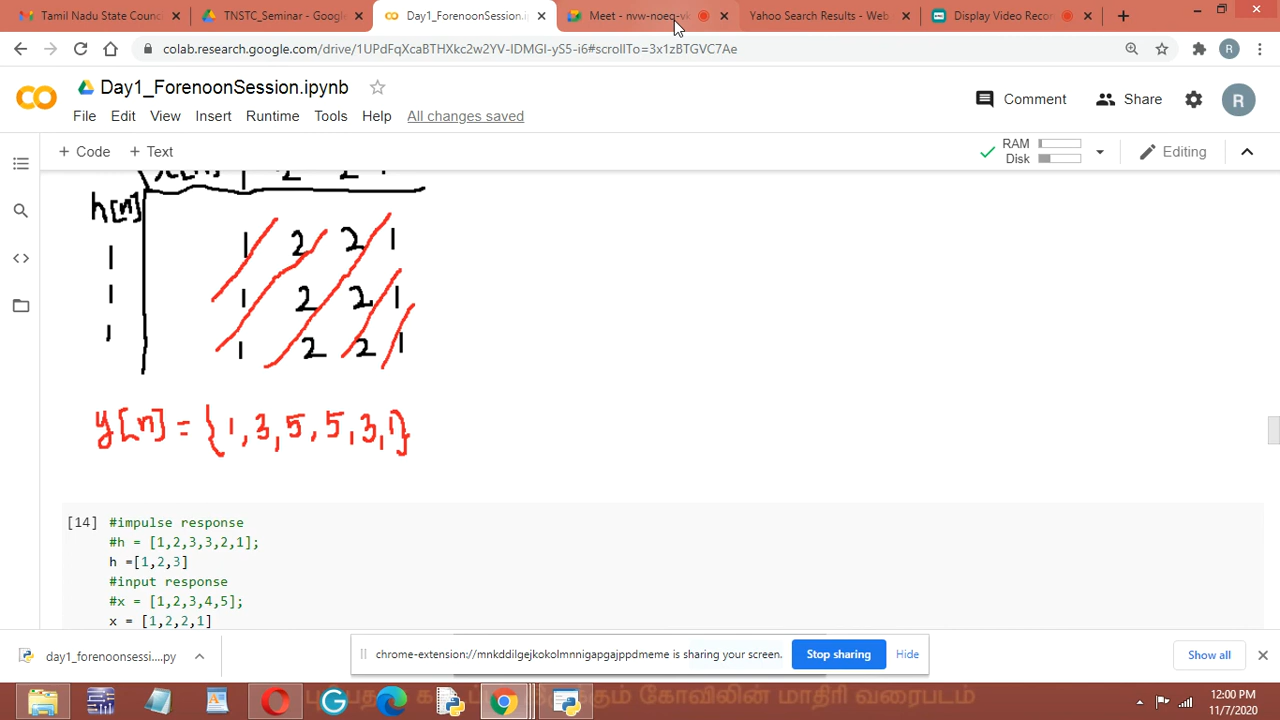 Tamil Nadu State Counc
TNSTC_Seminar - Google
Day1_ForenoonSession.i
Meet - nvw-noeq-vk
Yahoo Search Results - Web
Display Video Recor
colab.research.google.com/drive/1UPdFqXcaBTHXkc2w2YV-IDMGI-yS5-i6#scrollTo=3x1zBTGVC7Ae
R
Day1_ForenoonSession.ipynb
Comment
Share
R
File Edit View Insert Runtime Tools Help All changes saved
+ Code + Text
RAM
Disk
Editing
h[n]
1 1 2 2 1
1 1 2 2 1
1 1 2 2 1
y[n] = {1,3,5,5,3,1}
[14] #impulse response
#h = [1,2,3,3,2,1];
h =[1,2,3]
#input response
#x = [1,2,3,4,5];
x = [1,2,2,1]
day1_forenoonsessi....py
chrome-extension://mnkddilgejkokolmnnigapgajppdmeme is sharing your screen.
Stop sharing
Hide
Show all
கோவிலின் மாதிரி வரைபடம்
12:00 PM
11/7/2020